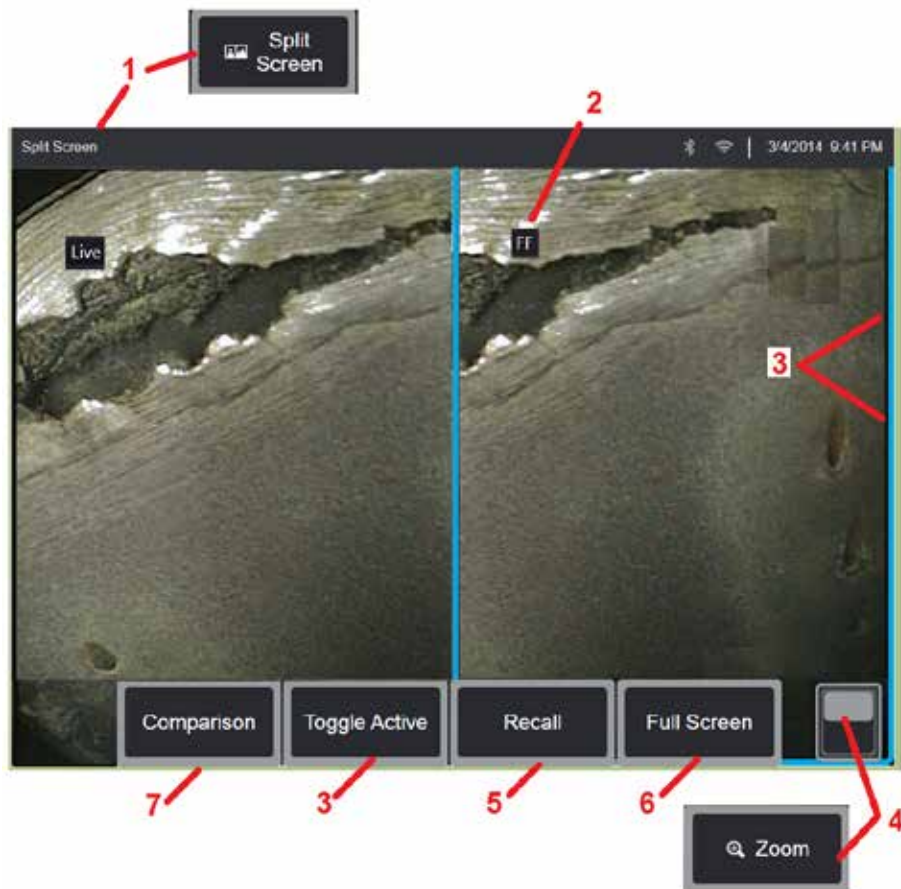 Split
Screen
1
2
Split Screen
3/4/2014 9:41 PM
Live
FF
3
Comparison
Toggle Active
Recall
Full Screen
7
3
5
6
4
Zoom